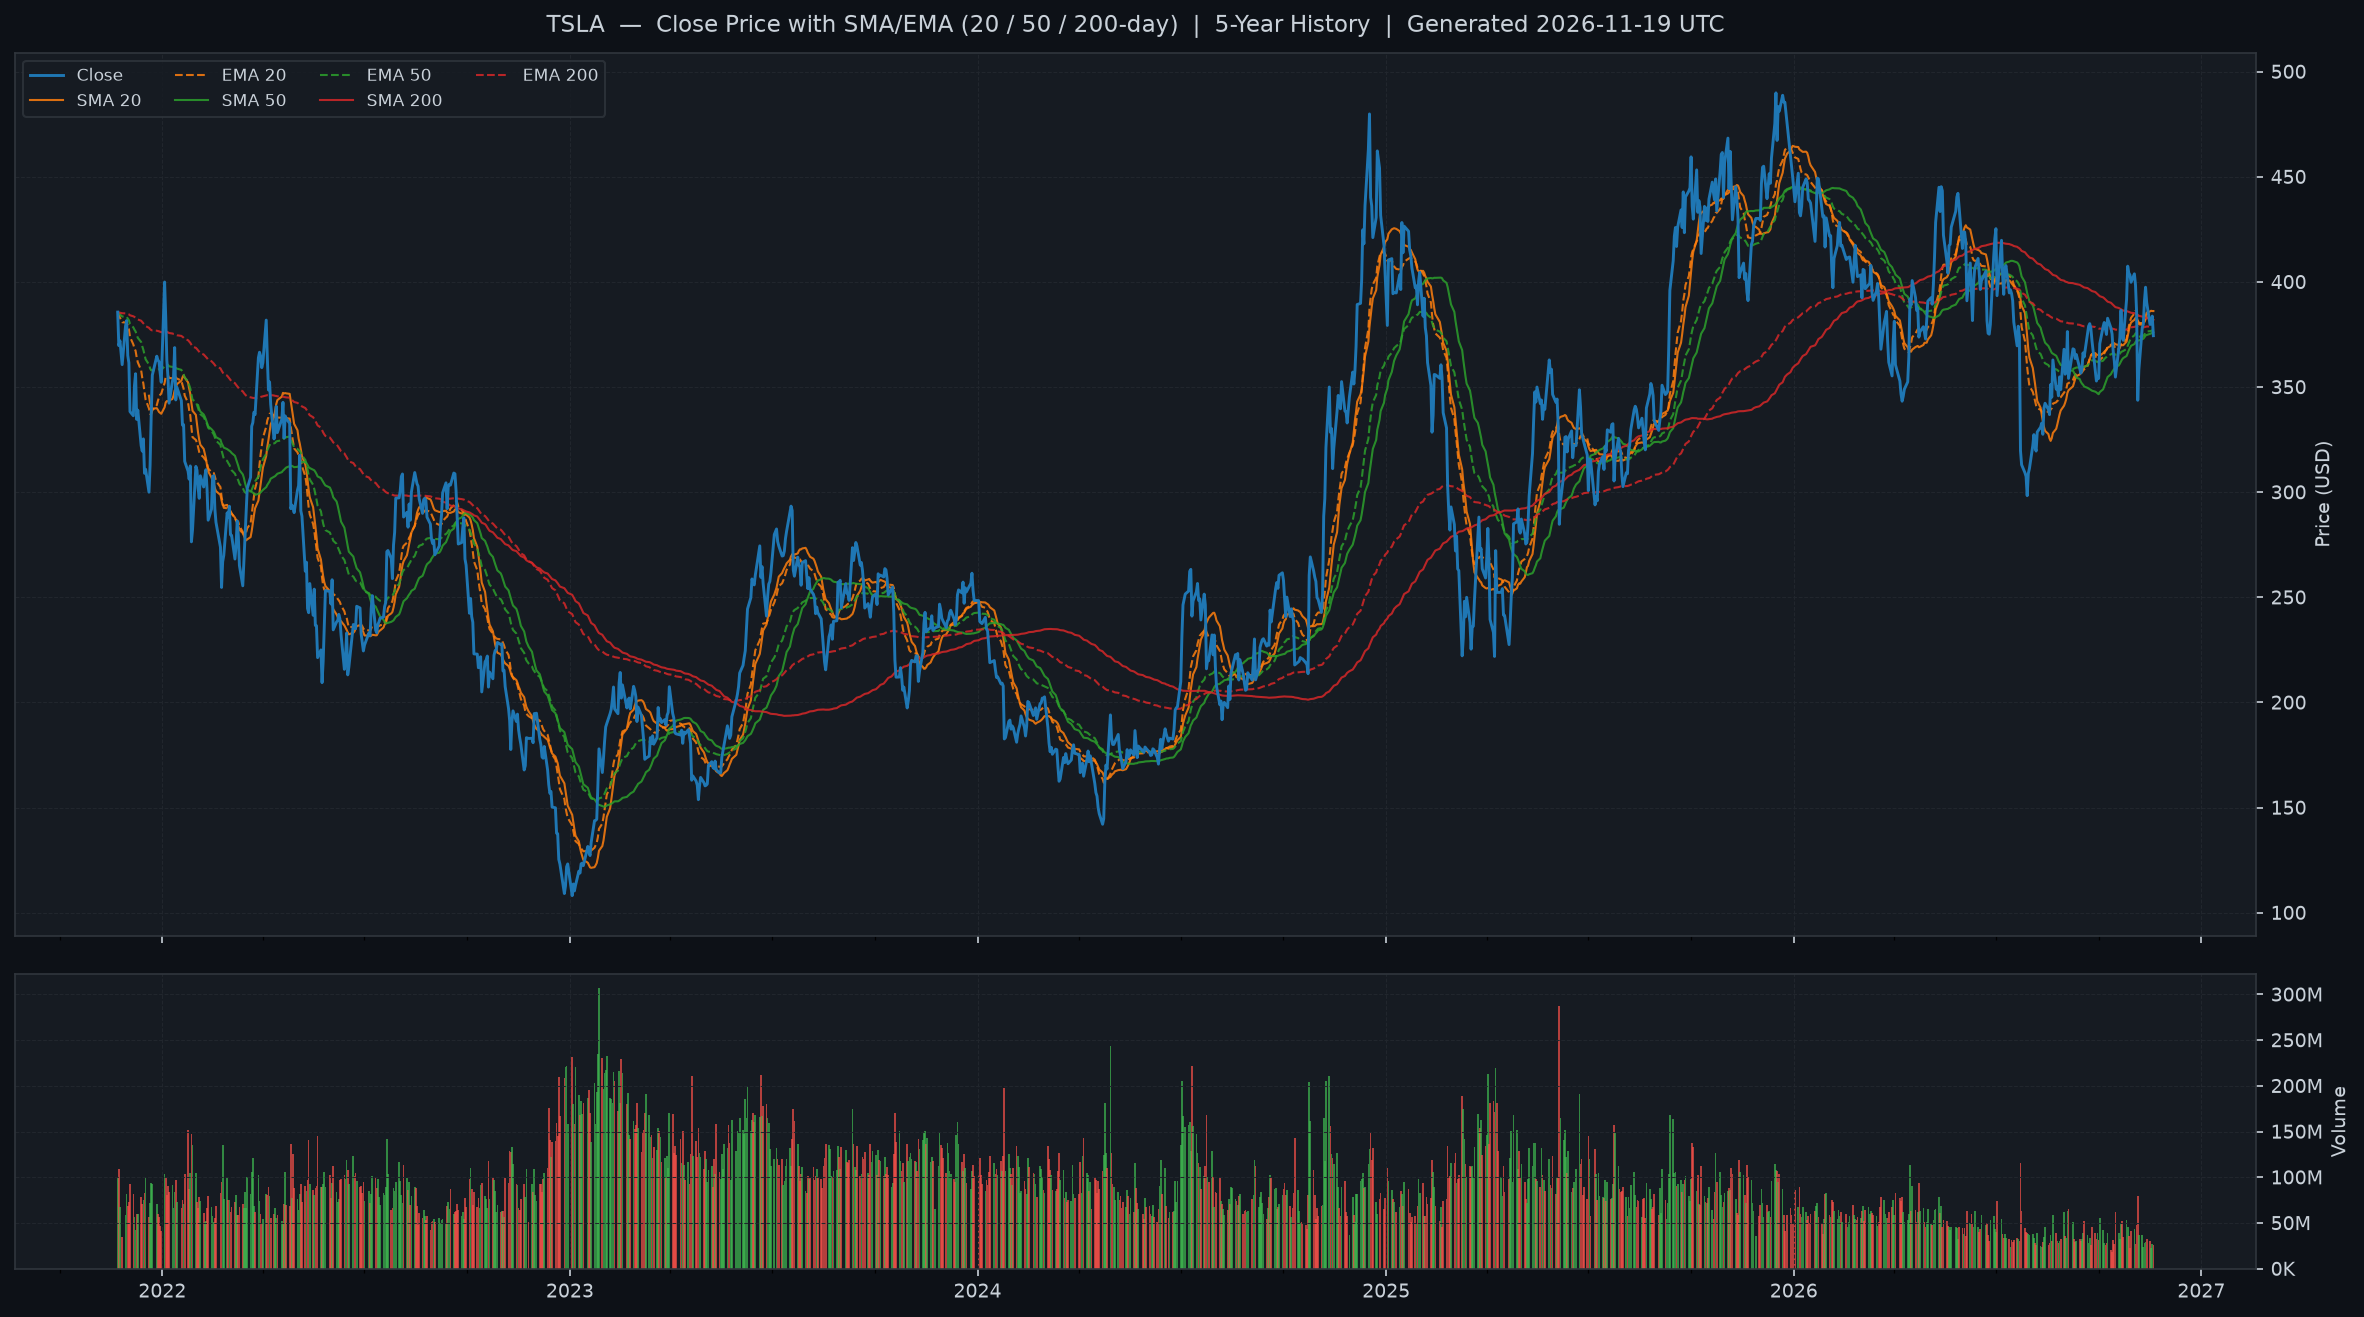 TSLA — Close Price with SMA/EMA (20 / 50 / 200-day) | 5-Year History | Generated 2026-11-19 UTC
Close EMA 20 EMA 50 EMA 200
SMA 20 SMA 50 SMA 200
500
450
400
350
300
250
200
150
100
Price (USD)
300M
250M
200M
150M
100M
50M
0K
Volume
2022 2023 2024 2025 2026 2027